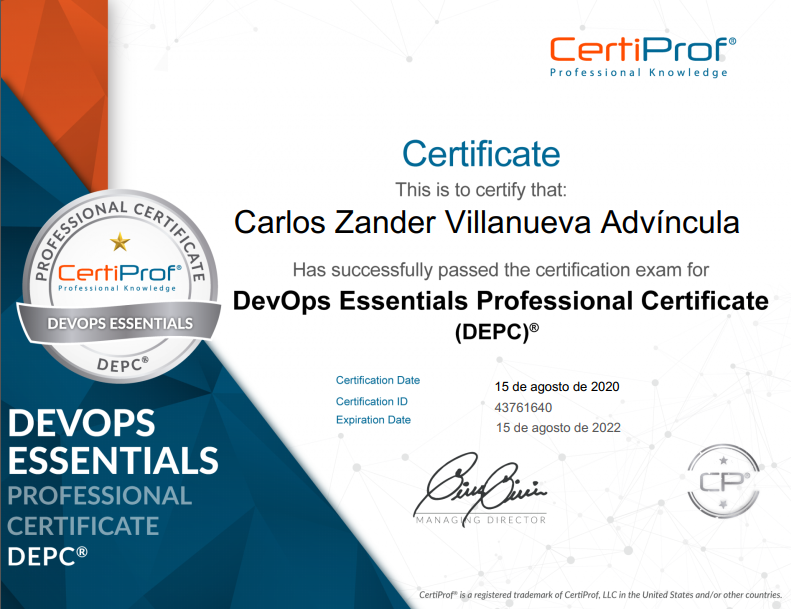 CertiProf®
Professional Knowledge
Certificate
This is to certify that:
Carlos Zander Villanueva Advíncula
Has successfully passed the certification exam for
DevOps Essentials Professional Certificate
(DEPC)®
PROFESSIONAL CERTIFICATE
CertiProf®
Professional Knowledge
DEVOPS ESSENTIALS
DEPC®
Certification Date 15 de agosto de 2020
Certification ID 43761640
Expiration Date 15 de agosto de 2022
DEVOPS
ESSENTIALS
PROFESSIONAL
CERTIFICATE
DEPC®
MANAGING DIRECTOR
CP®
CertiProf® is a registered trademark of CertiProf, LLC in the United States and/or other countries.